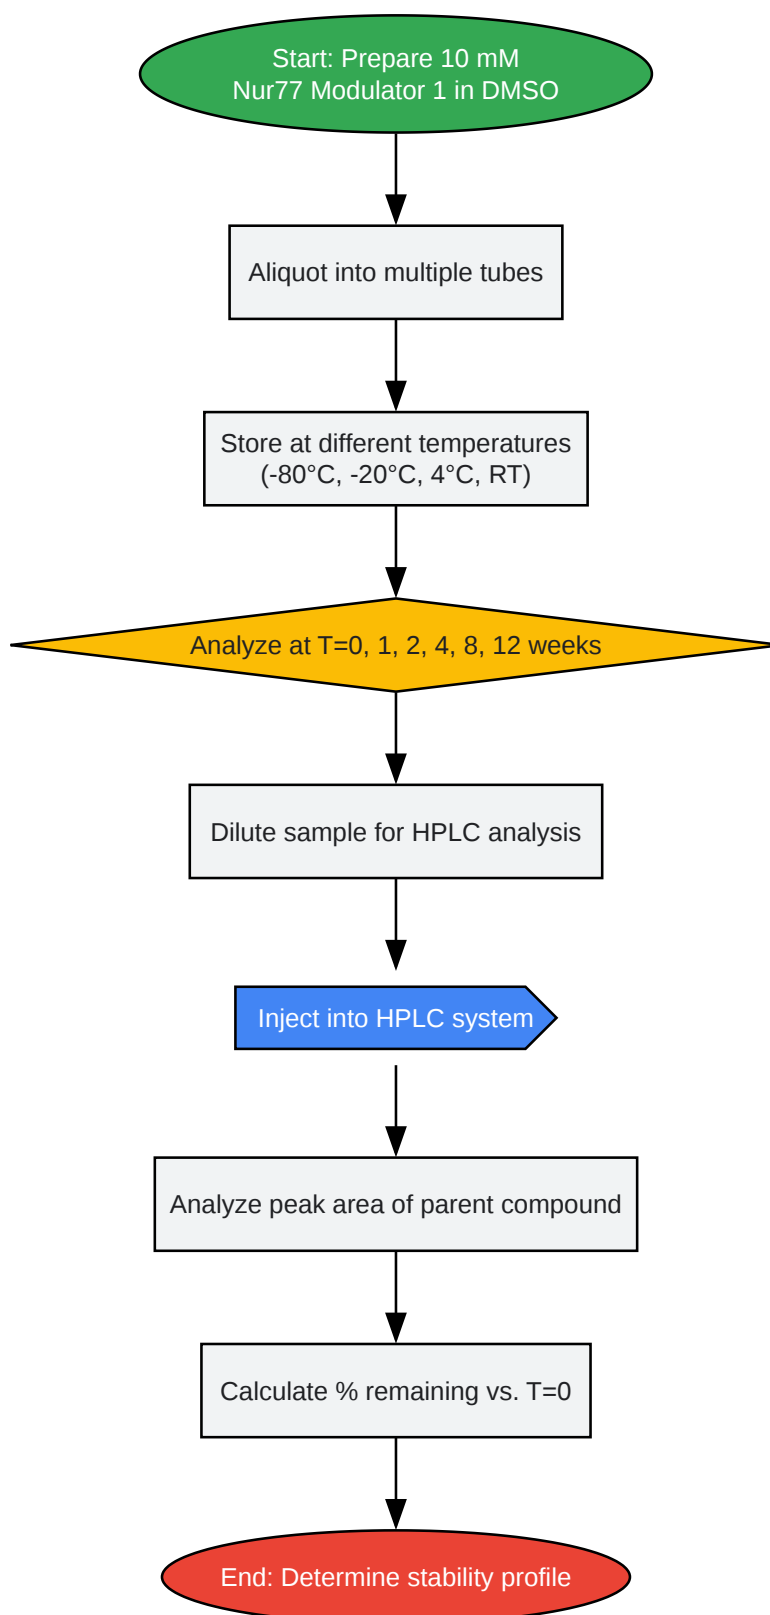 Start: Prepare 10 mM
Nur77 Modulator 1 in DMSO
Aliquot into multiple tubes
Store at different temperatures
(-80°C, -20°C, 4°C, RT)
Analyze at T=0, 1, 2, 4, 8, 12 weeks
Dilute sample for HPLC analysis
Inject into HPLC system
Analyze peak area of parent compound
Calculate % remaining vs. T=0
End: Determine stability profile